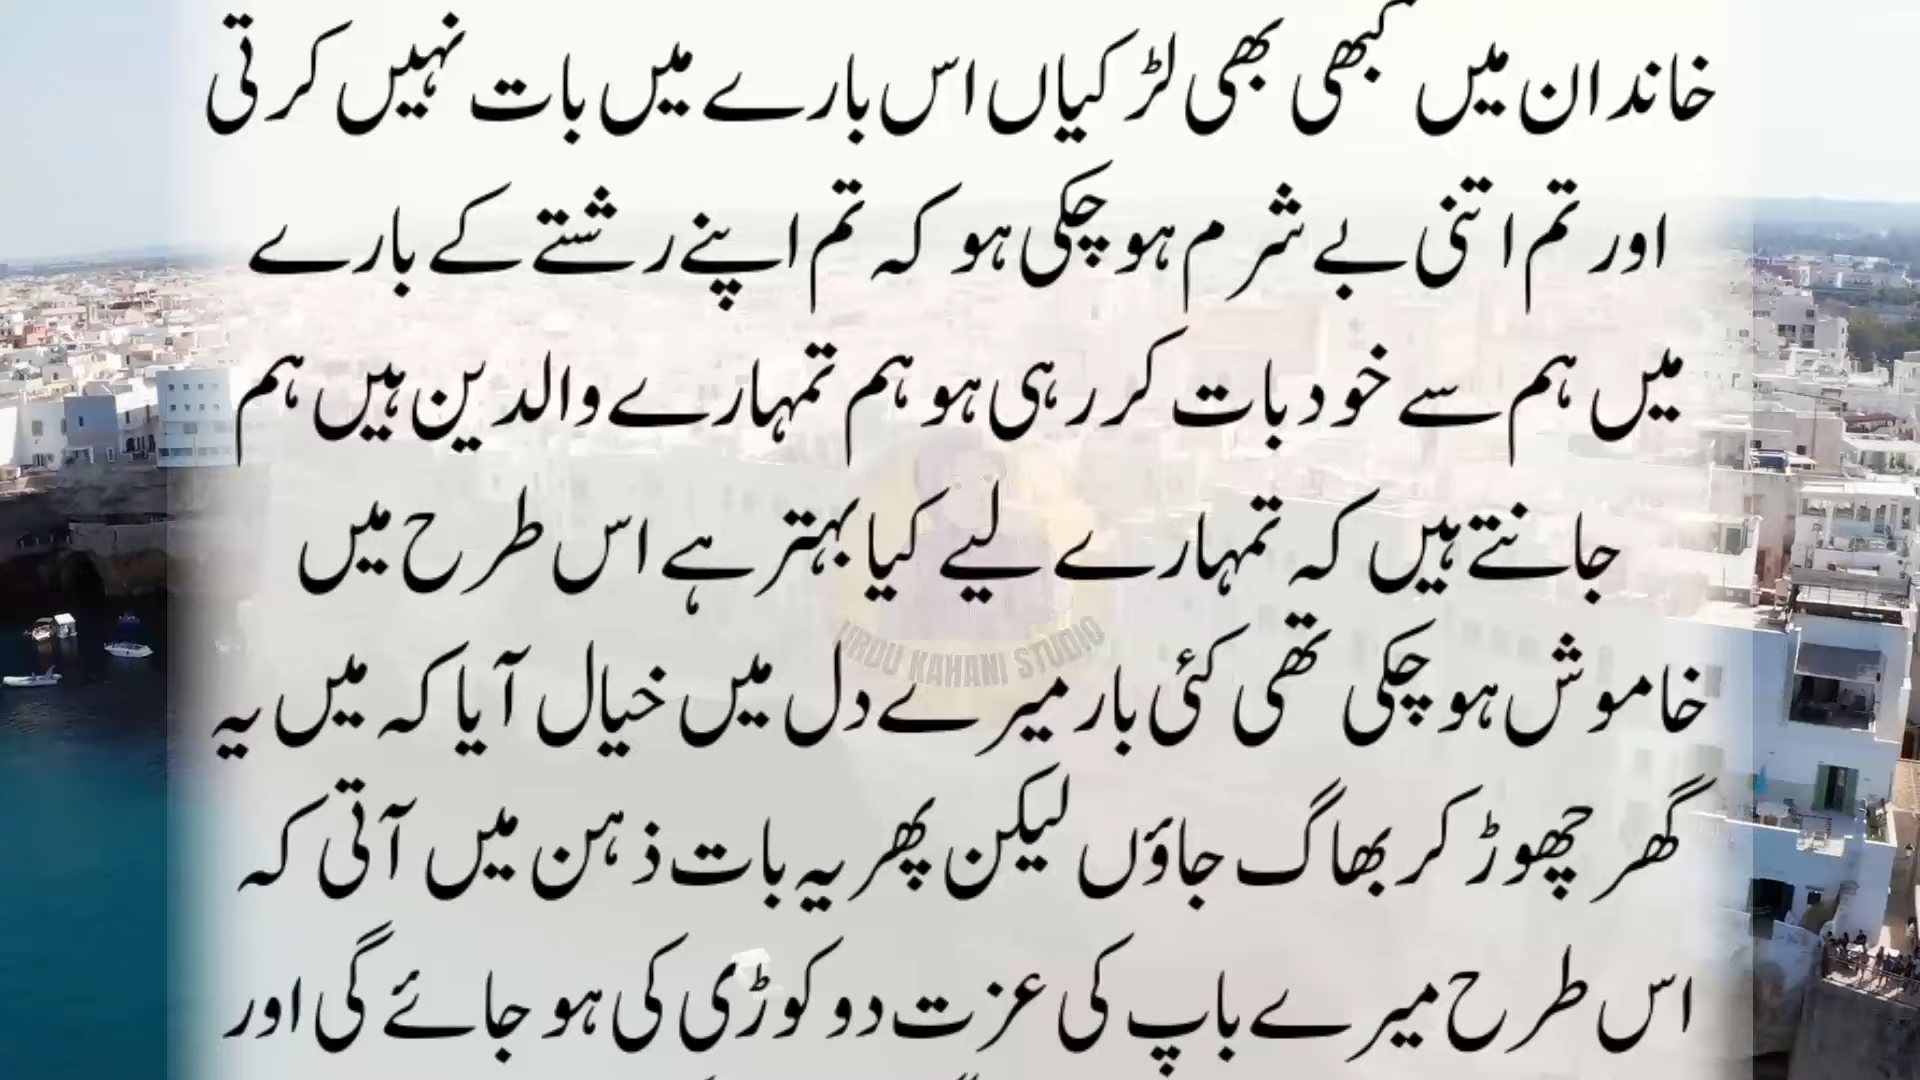 خاندان میں کبھی بھی لڑکیاں اس بارے میں بات نہیں کرتی
اور تم اتنی بے شرم ہو چکی ہو کہ تم اپنے رشتے کے بارے
میں ہم سے خود بات کر رہی ہو ہم تمہارے والدین ہیں ہم
جانتے ہیں کہ تمہارے لیے کیا بہتر ہے اس طرح میں
خاموش ہو چکی تھی کئی بار میرے دل میں خیال آیا کہ میں یہ
گھر چھوڑ کر بھاگ جاؤں لیکن پھر یہ بات ذہن میں آتی کہ
اس طرح میرے باپ کی عزت دو کوڑی کی ہو جائے گی اور
URDU KAHANI STUDIO